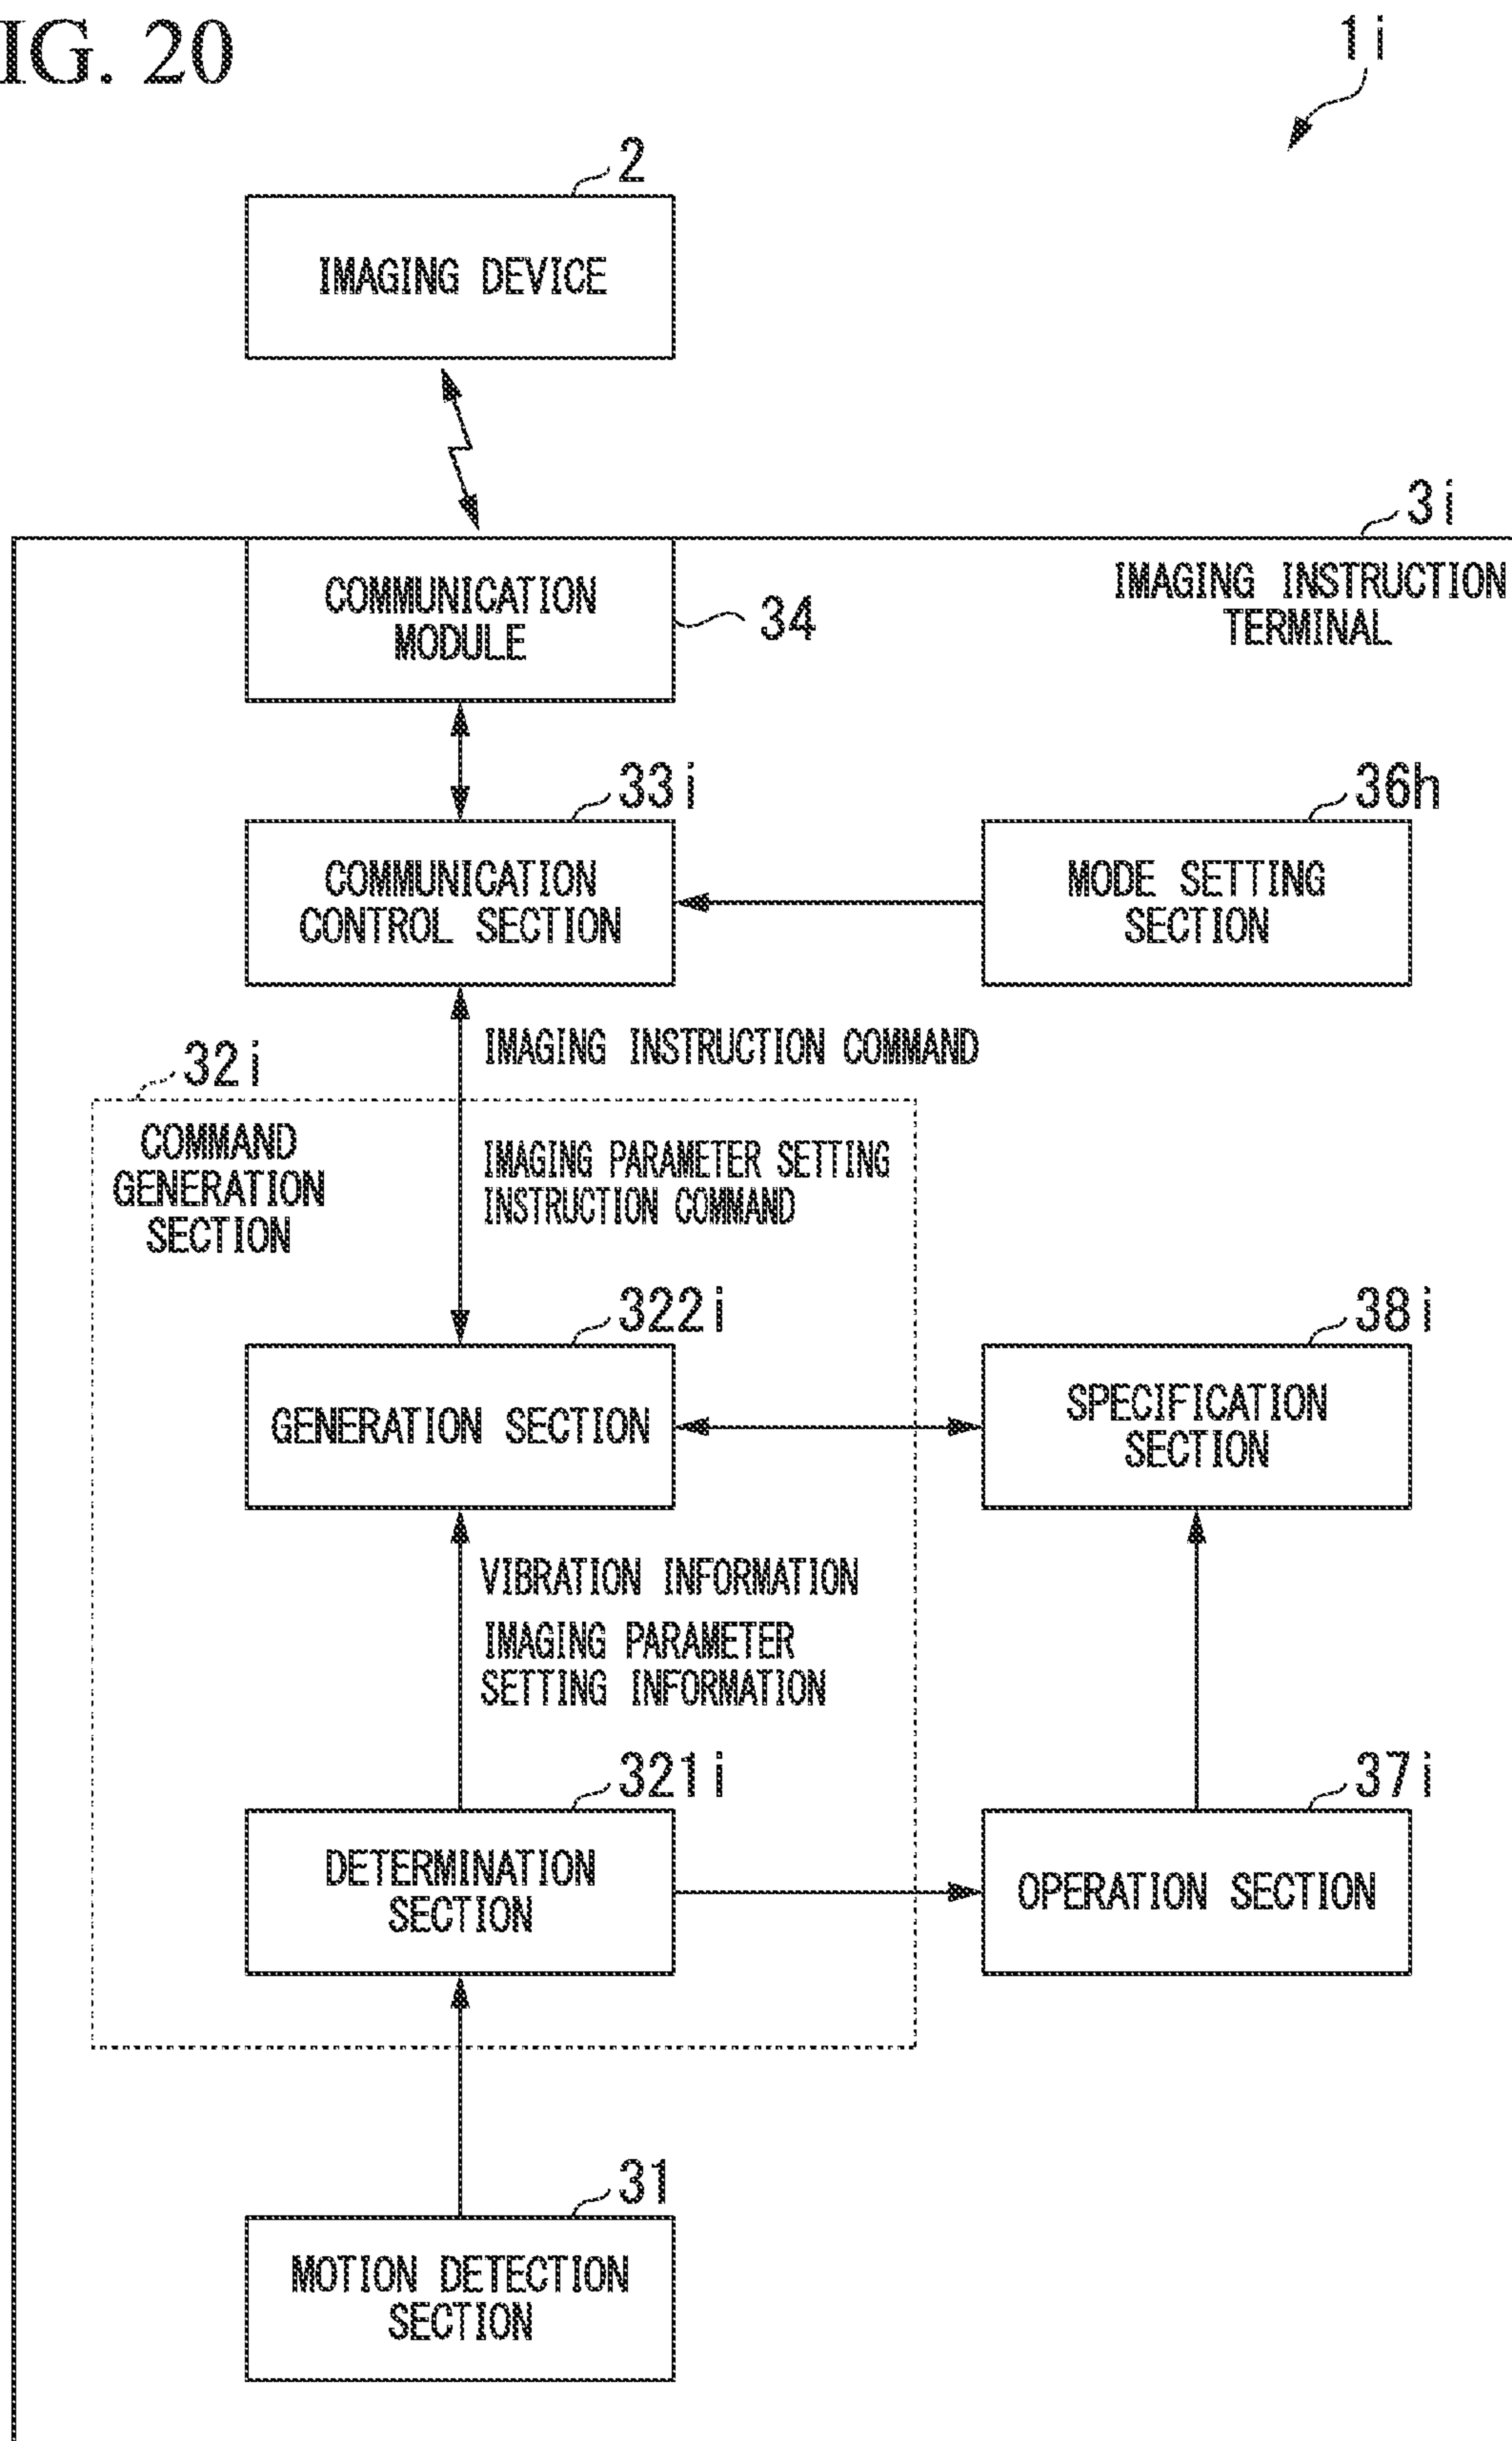 IG. 20
1i
2
IMAGING DEVICE
3i
IMAGING INSTRUCTION
TERMINAL
COMMUNICATION
MODULE
34
33i
COMMUNICATION
CONTROL SECTION
36h
MODE SETTING
SECTION
IMAGING INSTRUCTION COMMAND
32i
COMMAND
GENERATION
SECTION
IMAGING PARAMETER SETTING
INSTRUCTION COMMAND
322i
GENERATION SECTION
38i
SPECIFICATION
SECTION
VIBRATION INFORMATION
IMAGING PARAMETER
SETTING INFORMATION
321i
DETERMINATION
SECTION
37i
OPERATION SECTION
31
MOTION DETECTION
SECTION